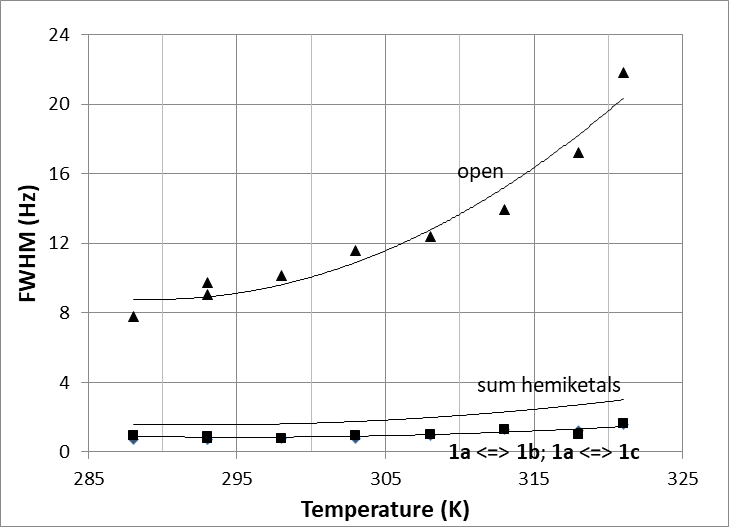 24
20
16
12
8
4
0
FWHM (Hz)
open
sum hemiketals
1a <=> 1b; 1a <=> 1c
285
295
305
315
325
Temperature (K)